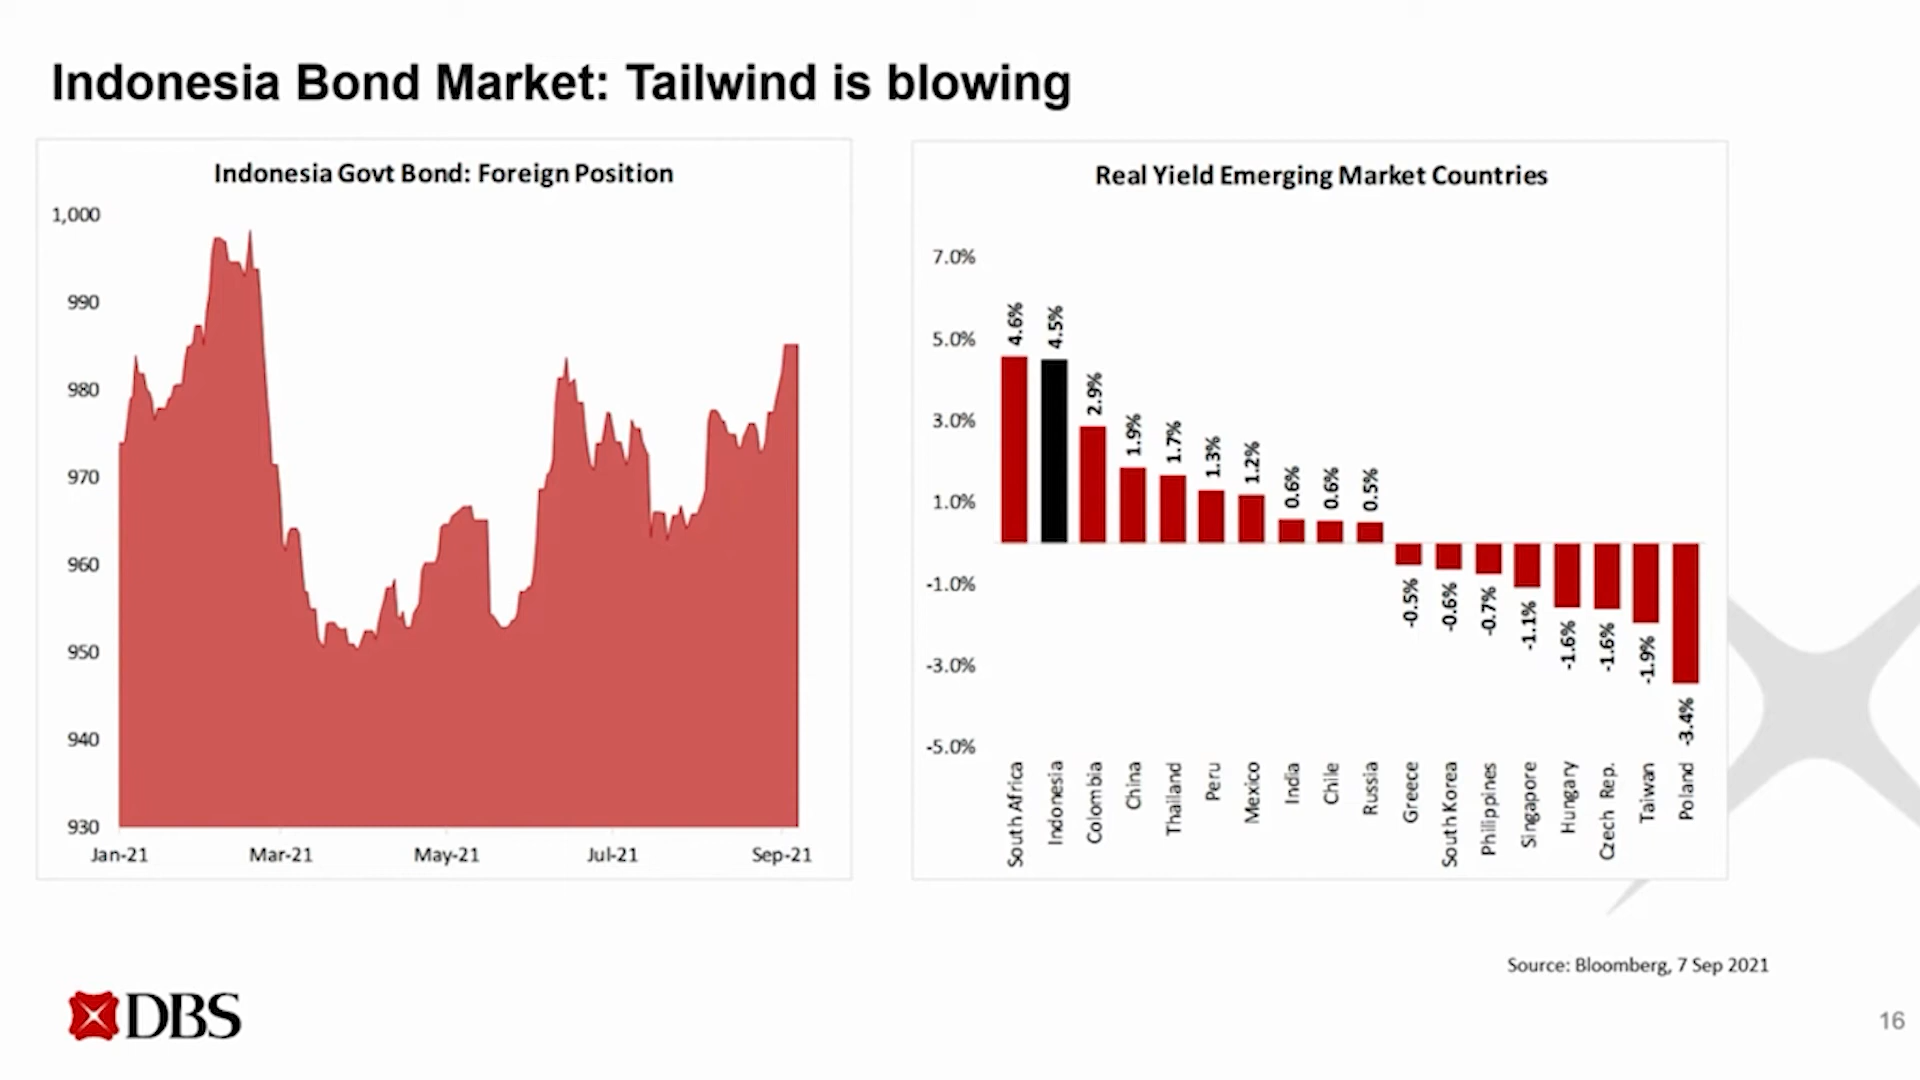 Indonesia Bond Market: Tailwind is blowing
Indonesia Govt Bond: Foreign Position
1,000
990
980
970
960
950
940
930
Jan-21
Mar-21
May-21
Jul-21
Sep-21
Real Yield Emerging Market Countries
7.0%
5.0%
3.0%
1.0%
-1.0%
-3.0%
-5.0%
4.6%
4.5%
2.9%
1.9%
1.7%
1.3%
1.2%
0.6%
0.6%
0.5%
-0.5%
-0.6%
-0.7%
-1.1%
-1.6%
-1.6%
-1.9%
-3.4%
South Africa
Indonesia
Colombia
China
Thailand
Peru
Mexico
India
Chile
Russia
Greece
South Korea
Philippines
Singapore
Hungary
Czech Rep.
Taiwan
Poland
Source: Bloomberg, 7 Sep 2021
DBS
16